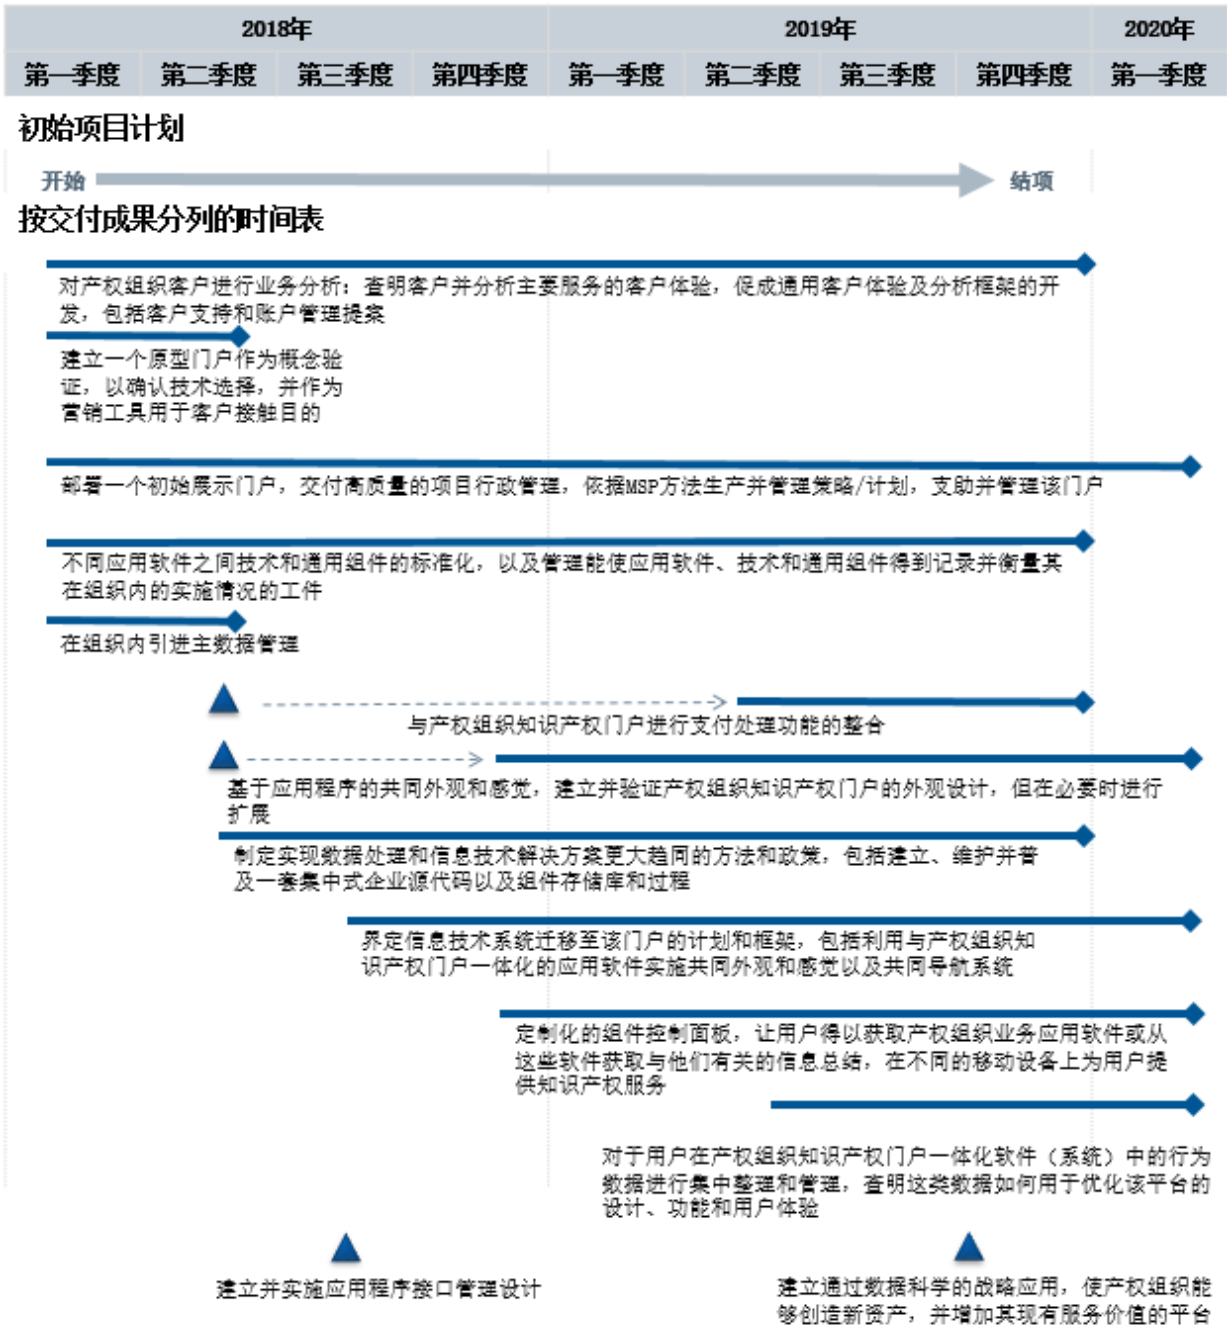 2018年 2019年 2020年
第一季度 第二季度 第三季度 第四季度 第一季度 第二季度 第三季度 第四季度 第一季度
初始项目计划
开始 结项
按交付成果分列的时间表
对产权组织客户进行业务分析：查明客户并分析主要服务的客户体验，促成通用客户体验及分析框架的开
发，包括客户支持和账户管理提案
建立一个原型门户作为概念验
证，以确认技术选择，并作为
营销工具用于客户接触目的
部署一个初始展示门户，交付高质量的项目行政管理，依据MSP方法生产并管理策略/计划，支助并管理该门户
不同应用软件之间技术和通用组件的标准化，以及管理能使应用软件、技术和通用组件得到记录并衡量其
在组织内的实施情况的工件
在组织内引进主数据管理
与产权组织知识产权门户进行支付处理功能的整合
基于应用程序的共同外观和感觉，建立并验证产权组织知识产权门户的外观设计，但在必要时进行
扩展
制定实现数据处理和信息技术解决方案更大趋同的方法和政策，包括建立、维护并普
及一套集中式企业源代码以及组件存储库和过程
界定信息技术系统迁移至该门户的计划和框架，包括利用与产权组织知
识产权门户一体化的应用软件实施共同外观和感觉以及共同导航系统
定制化的组件控制面板，让用户得以获取产权组织业务应用软件或从
这些软件获取与他们有关的信息总结，在不同的移动设备上为用户提
供知识产权服务
对于用户在产权组织知识产权门户一体化软件（系统）中的行为
数据进行集中整理和管理，查明这类数据如何用于优化该平台的
设计、功能和用户体验
建立并实施应用程序接口管理设计
建立通过数据科学的战略应用，使产权组织能
够创造新资产，并增加其现有服务价值的平台